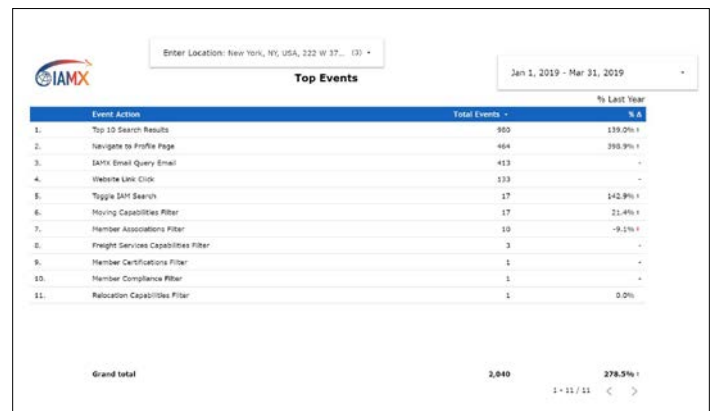 Enter Location: New York, NY, USA, 222 W 37... (3)
IAMX
Top Events
Jan 1, 2019 - Mar 31, 2019
% Last Year
Event Action Total Events % Δ
1. Top 10 Search Results 980 139.0%
2. Navigate to Profile Page 464 398.9%
3. IAMX Email Query Email 413 -
4. Website Link Click 133 -
5. Toggle IAM Search 17 142.9%
6. Moving Capabilities Filter 17 21.4%
7. Member Associations Filter 10 -9.1%
8. Freight Services Capabilities Filter 3 -
9. Member Certifications Filter 1 -
10. Member Compliance Filter 1 -
11. Relocation Capabilities Filter 1 0.0%
Grand total 2,040 278.5%
1 - 11 / 11 < >